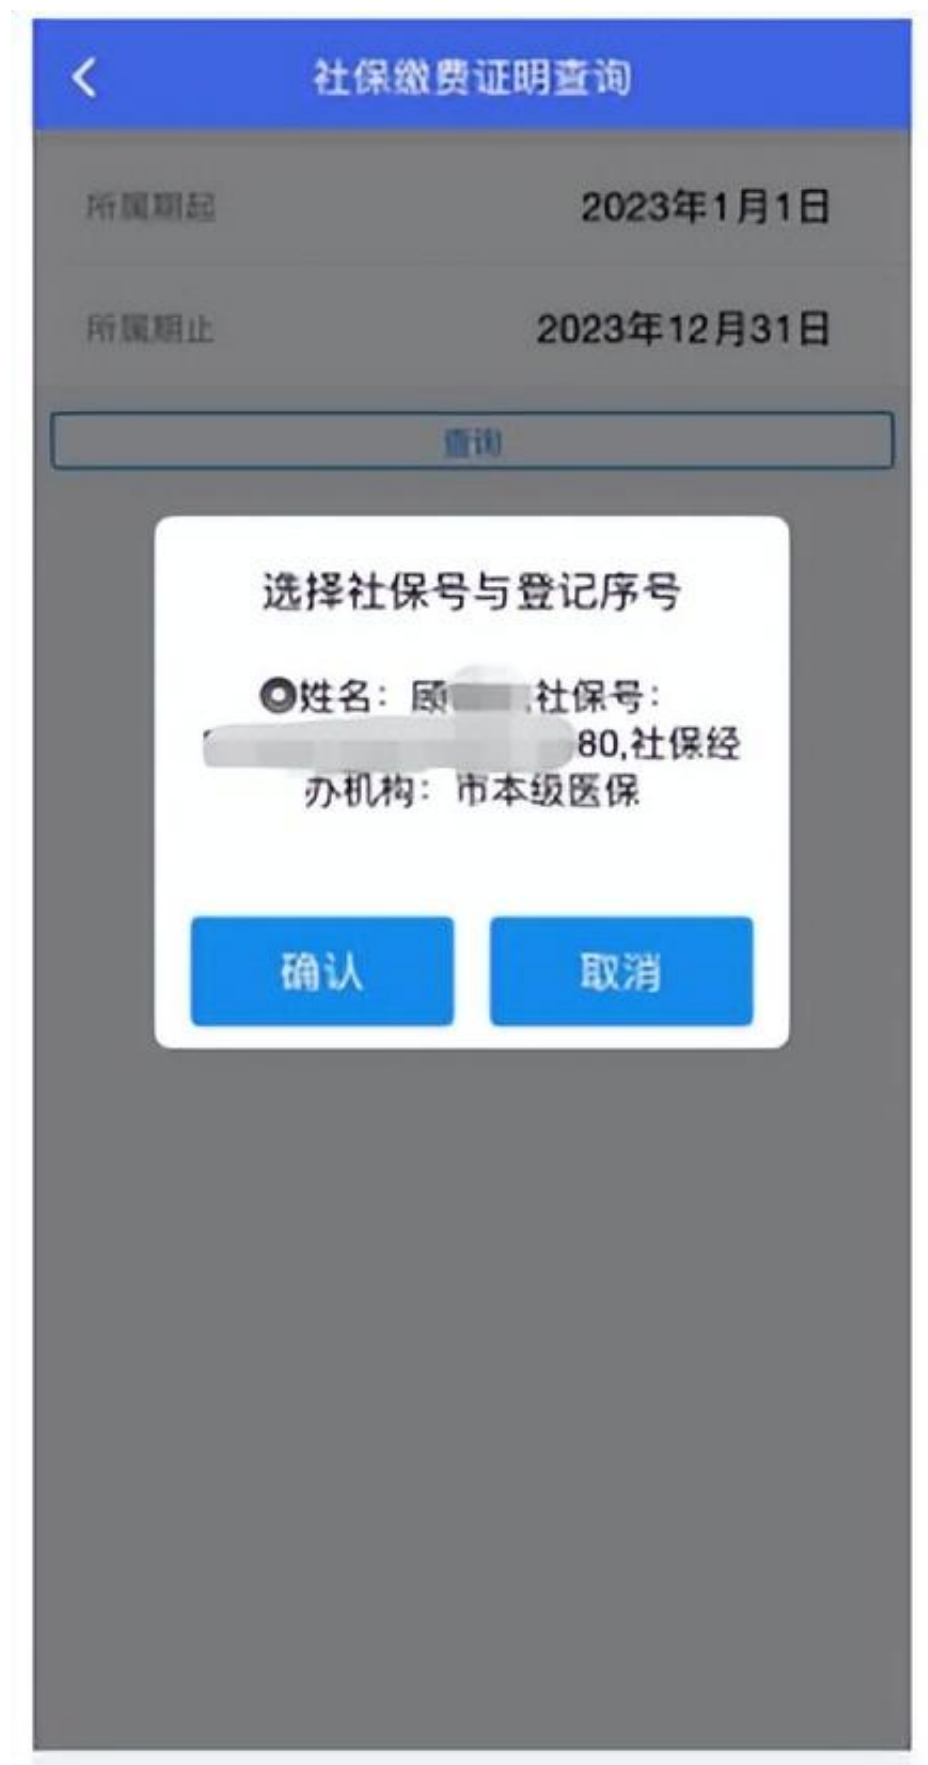 社保缴费证明查询
所属期起 2023年1月1日
所属期止 2023年12月31日
查询
选择社保号与登记序号
姓名：顾 ,社保号：
80,社保经
办机构：市本级医保
确认 取消